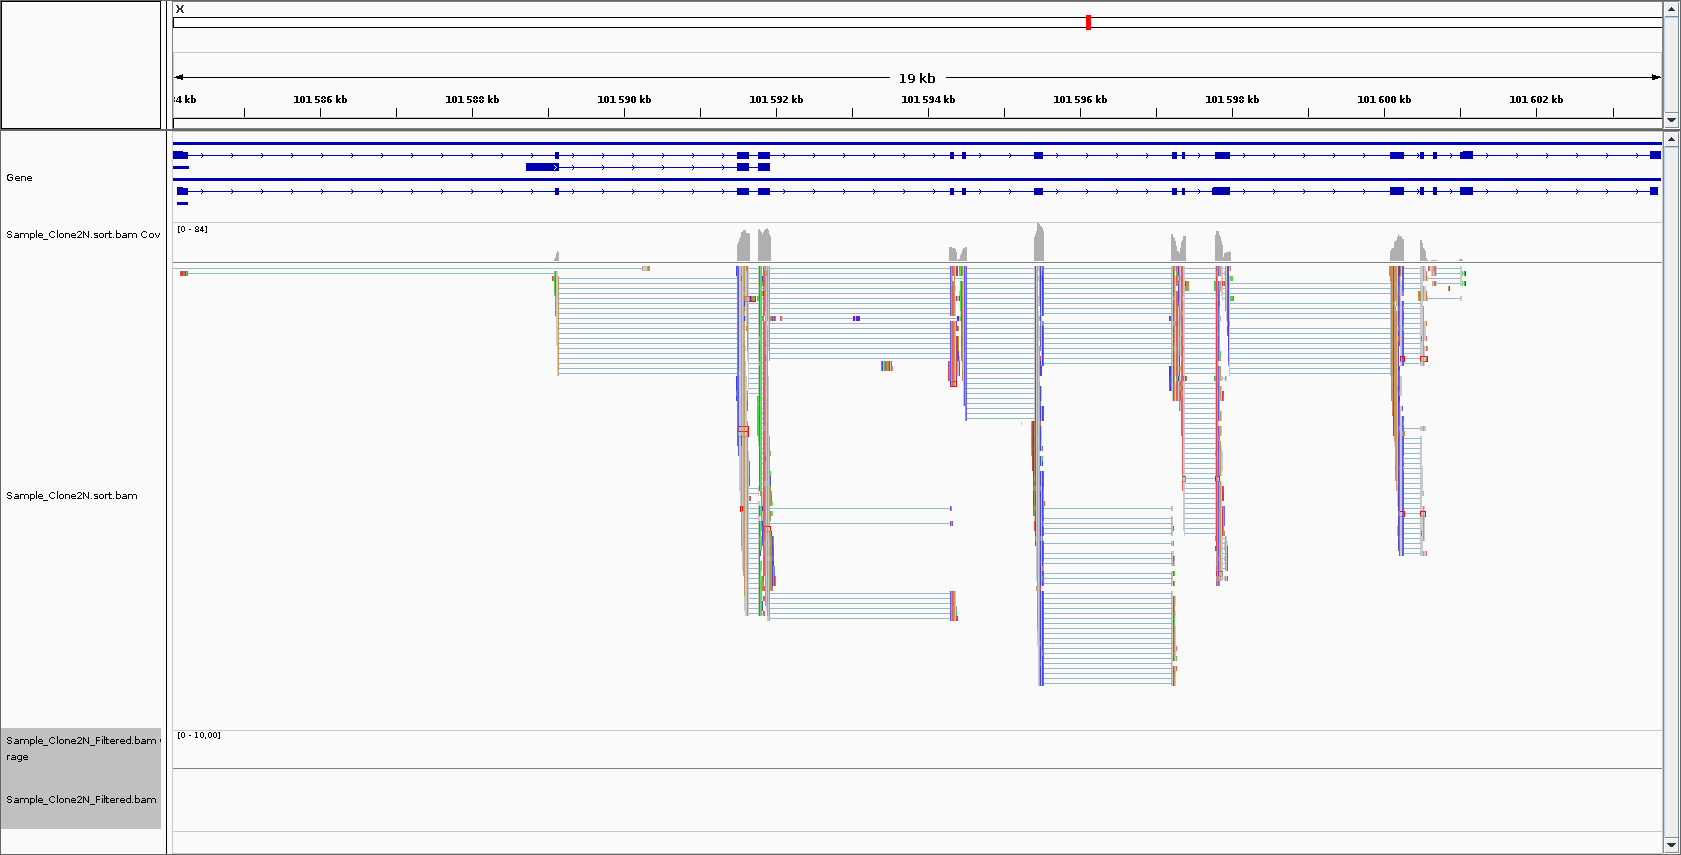 X
19 kb
4 kb 101 586 kb 101 588 kb 101 590 kb 101 592 kb 101 594 kb 101 596 kb 101 598 kb 101 600 kb 101 602 kb
Gene
[0 - 84]
Sample_Clone2N.sort.bam Cov
Sample_Clone2N.sort.bam
[0 - 10,00]
Sample_Clone2N_Filtered.bam
rage
Sample_Clone2N_Filtered.bam